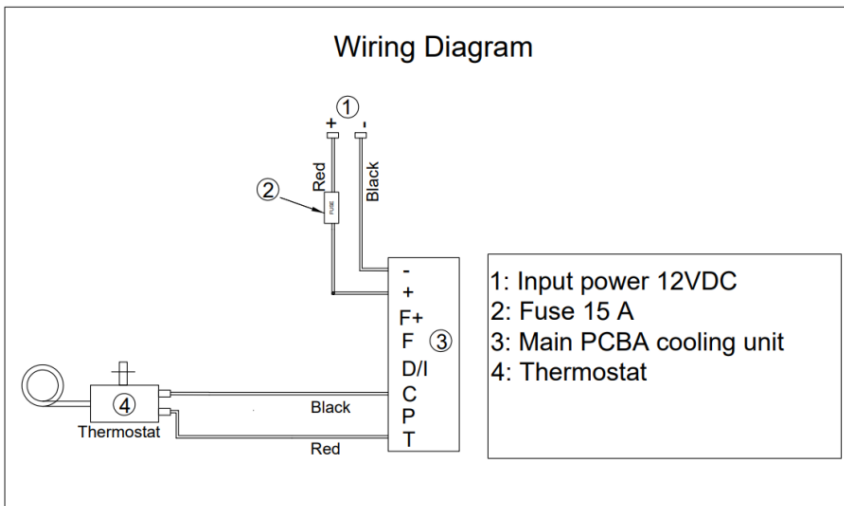 Wiring Diagram
①
+ -
Red
Black
②
FUSE
-
+
F+
F ③
D/I
C
P
T
④
Thermostat
Black
Red
1: Input power 12VDC
2: Fuse 15 A
3: Main PCBA cooling unit
4: Thermostat